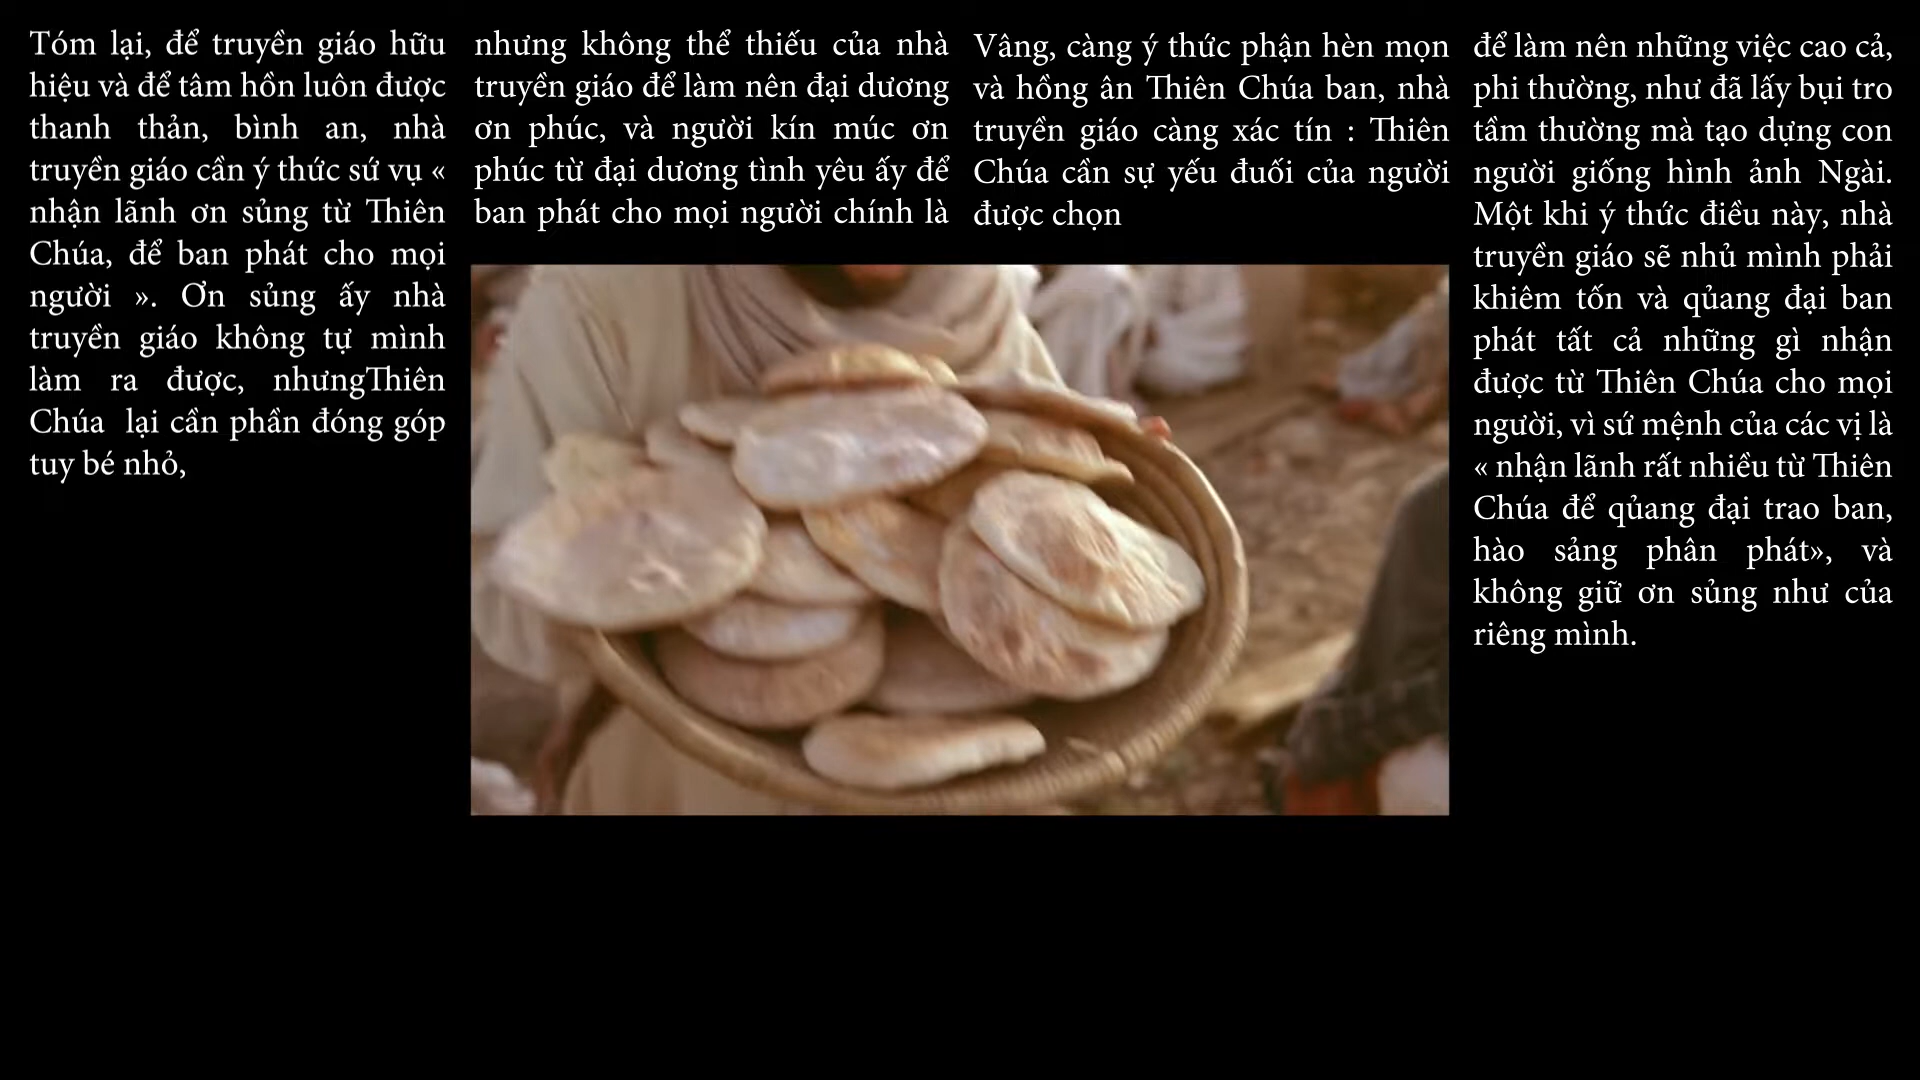 Tóm lại, để truyền giáo hữu
hiệu và để tâm hồn luôn được
thanh thản, bình an, nhà
truyền giáo cần ý thức sứ vụ «
nhận lãnh ơn sủng từ Thiên
Chúa, để ban phát cho mọi
người ». Ơn sủng ấy nhà
truyền giáo không tự mình
làm ra được, nhưngThiên
Chúa lại cần phần đóng góp
tuy bé nhỏ,
nhưng không thể thiếu của nhà
truyền giáo để làm nên đại dương
ơn phúc, và người kín múc ơn
phúc từ đại dương tình yêu ấy để
ban phát cho mọi người chính là
Vâng, càng ý thức phận hèn mọn
và hồng ân Thiên Chúa ban, nhà
truyền giáo càng xác tín : Thiên
Chúa cần sự yếu đuối của người
được chọn
để làm nên những việc cao cả,
phi thường, như đã lấy bụi tro
tầm thường mà tạo dựng con
người giống hình ảnh Ngài.
Một khi ý thức điều này, nhà
truyền giáo sẽ nhủ mình phải
khiêm tốn và qủang đại ban
phát tất cả những gì nhận
được từ Thiên Chúa cho mọi
người, vì sứ mệnh của các vị là
« nhận lãnh rất nhiều từ Thiên
Chúa để qủang đại trao ban,
hào sảng phân phát», và
không giữ ơn sủng như của
riêng mình.